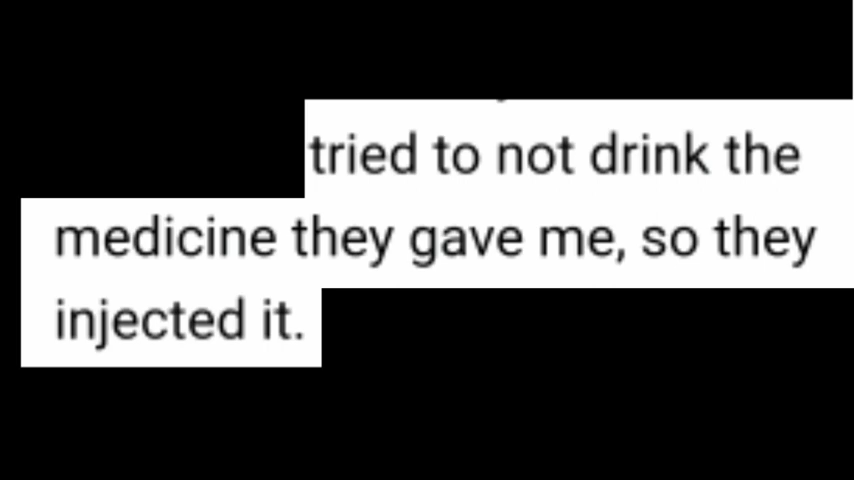 tried to not drink the
medicine they gave me, so they
injected it.